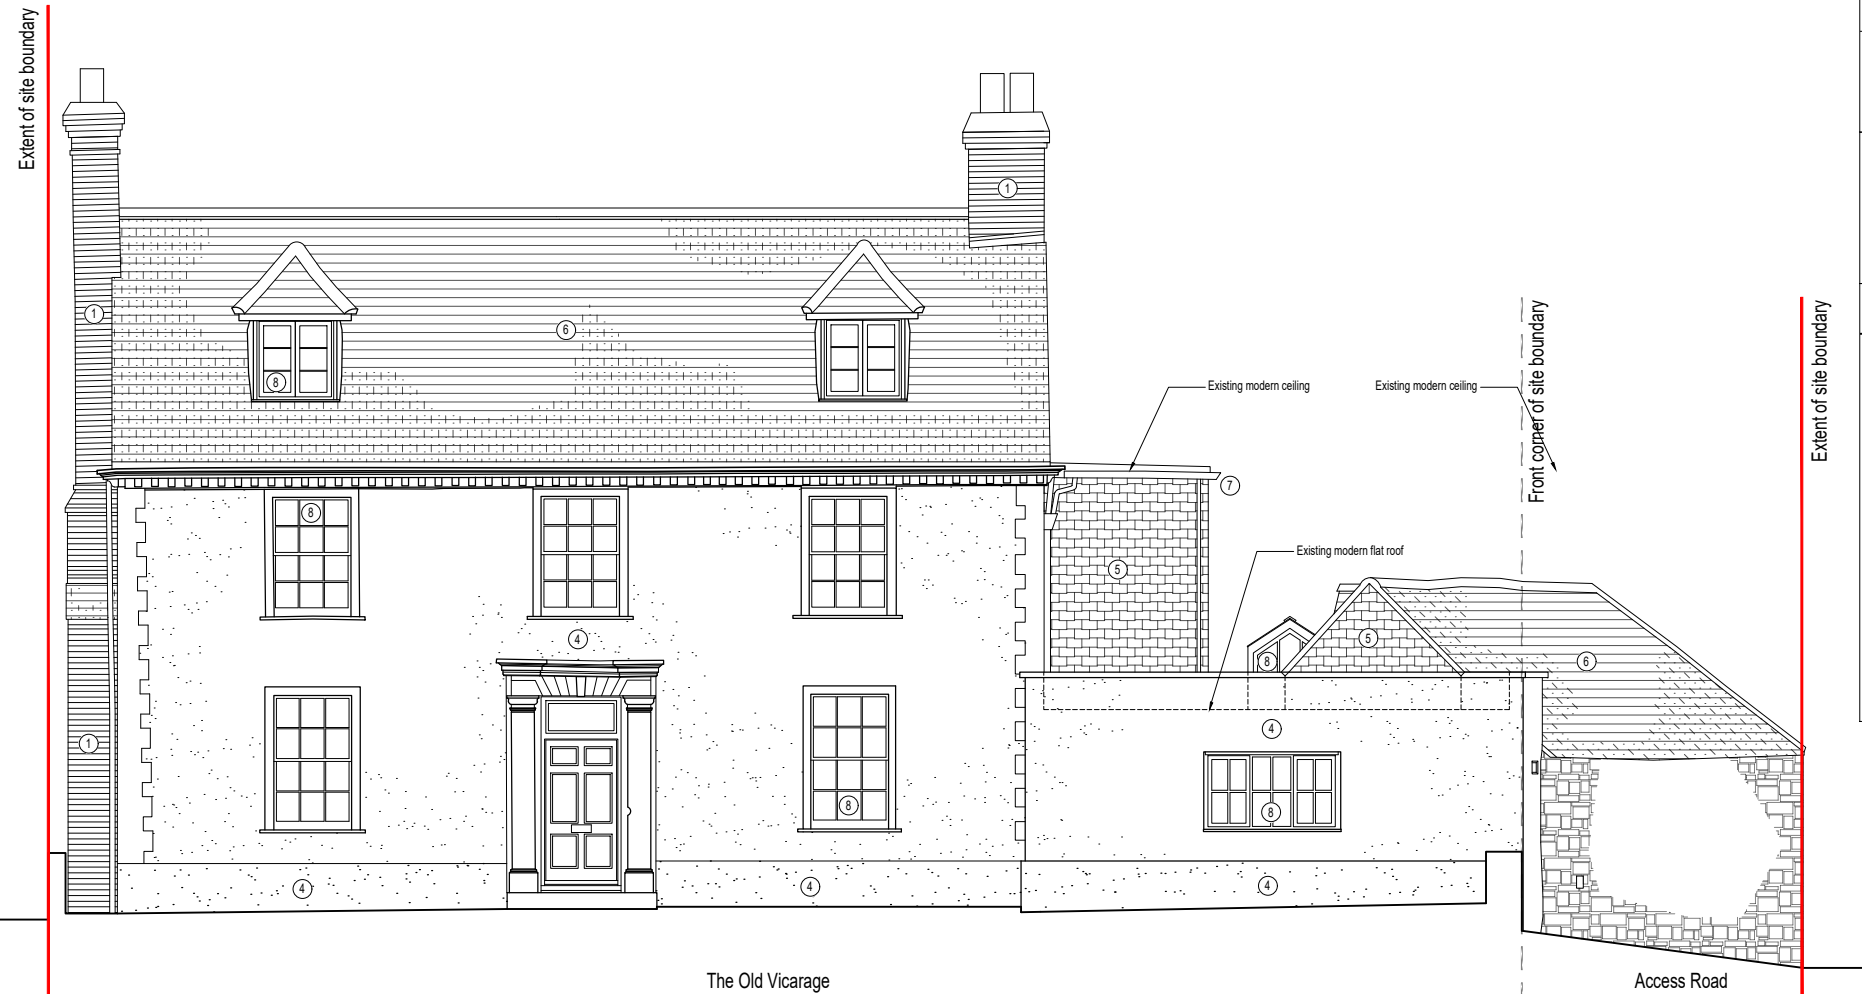 Extent of site boundary
1
1
6
8
Existing modern ceiling
Existing modern ceiling
Front corner of site boundary
Extent of site boundary
7
8
Existing modern flat roof
5
4
5
8
6
4
1
8
8
4
4
4
The Old Vicarage
Access Road